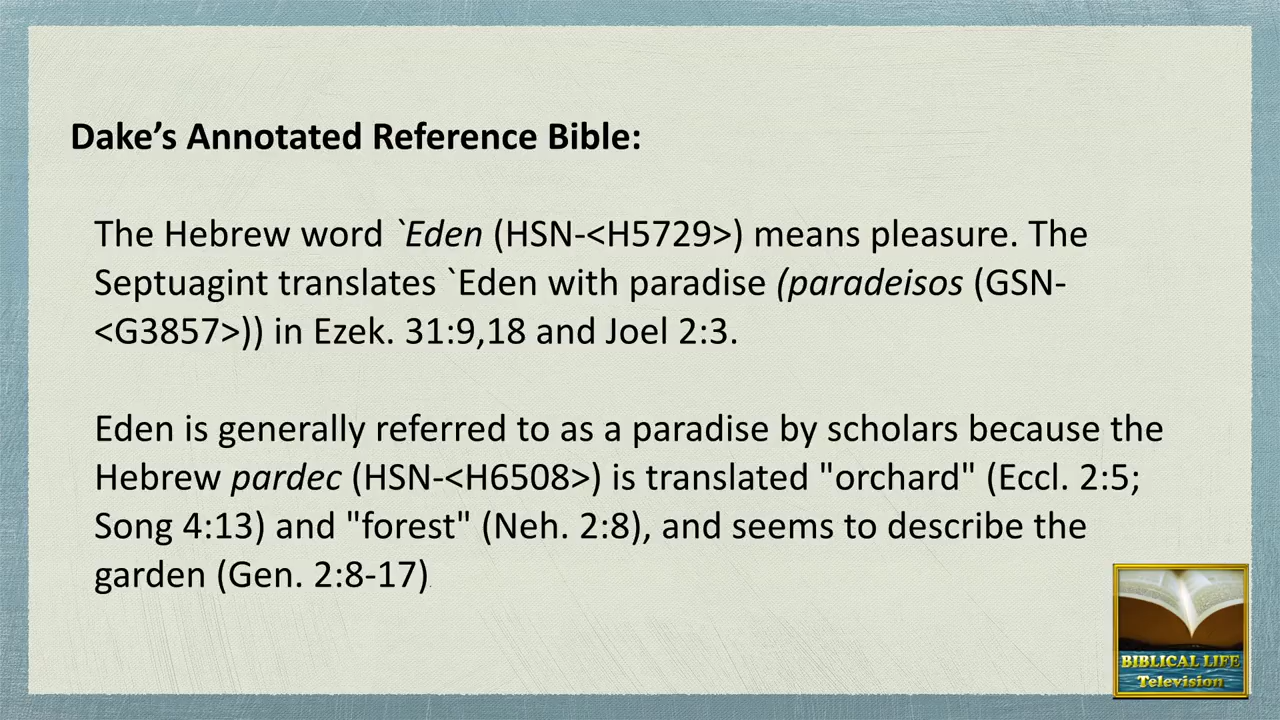 Dake’s Annotated Reference Bible:
The Hebrew word `Eden (HSN-<H5729>) means pleasure. The
Septuagint translates `Eden with paradise (paradeisos (GSN-
<G3857>)) in Ezek. 31:9,18 and Joel 2:3.
Eden is generally referred to as a paradise by scholars because the
Hebrew pardec (HSN-<H6508>) is translated "orchard" (Eccl. 2:5;
Song 4:13) and "forest" (Neh. 2:8), and seems to describe the
garden (Gen. 2:8-17).
BIBLICAL LIFE
Television